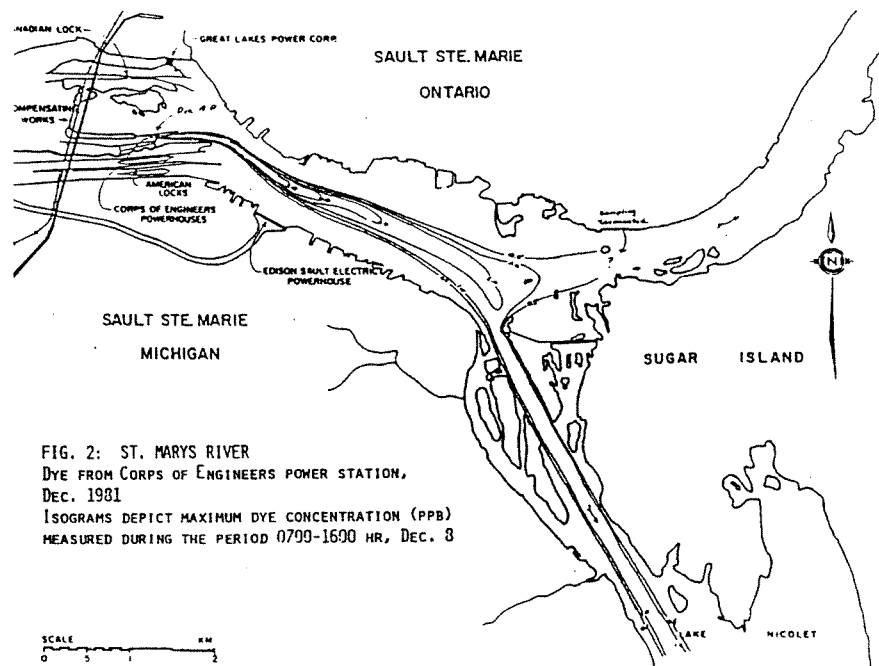 NADIAN LOCK
GREAT LAKES POWER CORP.
SAULT STE. MARIE
ONTARIO
OMPENSATING
WORKS
AMERICAN
LOCKS
CORPS OF ENGINEERS
POWERHOUSES
EDISON SAULT ELECTRIC
POWERHOUSE
Sampling
Terminated
N
SAULT STE. MARIE
MICHIGAN
SUGAR ISLAND
FIG. 2: ST. MARYS RIVER
DYE FROM CORPS OF ENGINEERS POWER STATION,
DEC. 1981
ISOGRAMS DEPICT MAXIMUM DYE CONCENTRATION (PPB)
MEASURED DURING THE PERIOD 0700-1600 HR, DEC. 8
LAKE NICOLET
SCALE KM
0 5 1 2